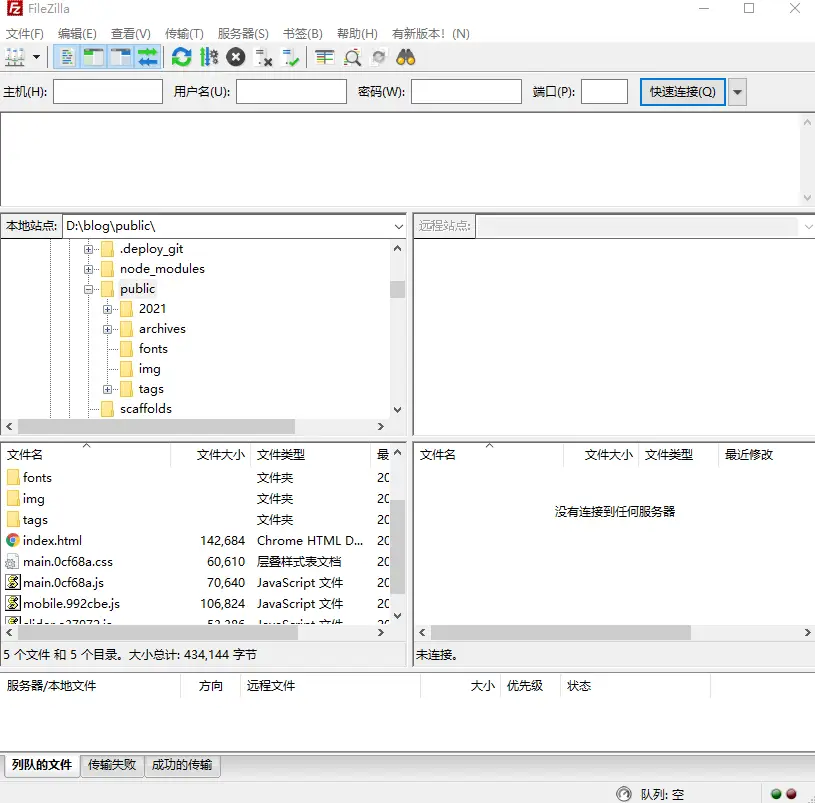 FileZilla
文件(F) 编辑(E) 查看(V) 传输(T) 服务器(S) 书签(B) 帮助(H) 有新版本! (N)
主机(H): 用户名(U): 密码(W): 端口(P): 快速连接(Q)
本地站点: D:\blog\public\
.deploy_git
node_modules
public
2021
archives
fonts
img
tags
scaffolds
远程站点:
文件名 文件大小 文件类型 最
fonts 文件夹 20
img 文件夹 20
tags 文件夹 20
index.html 142,684 Chrome HTML D... 20
main.0cf68a.css 60,610 层叠样式表文档 20
main.0cf68a.js 70,640 JavaScript 文件 20
mobile.992cbe.js 106,824 JavaScript 文件 20
JavaScript 文件 20
5 个文件 和 5 个目录。大小总计: 434,144 字节
文件名 文件大小 文件类型 最近修改
没有连接到任何服务器
未连接。
服务器/本地文件 方向 远程文件 大小 优先级 状态
列队的文件 传输失败 成功的传输
队列: 空